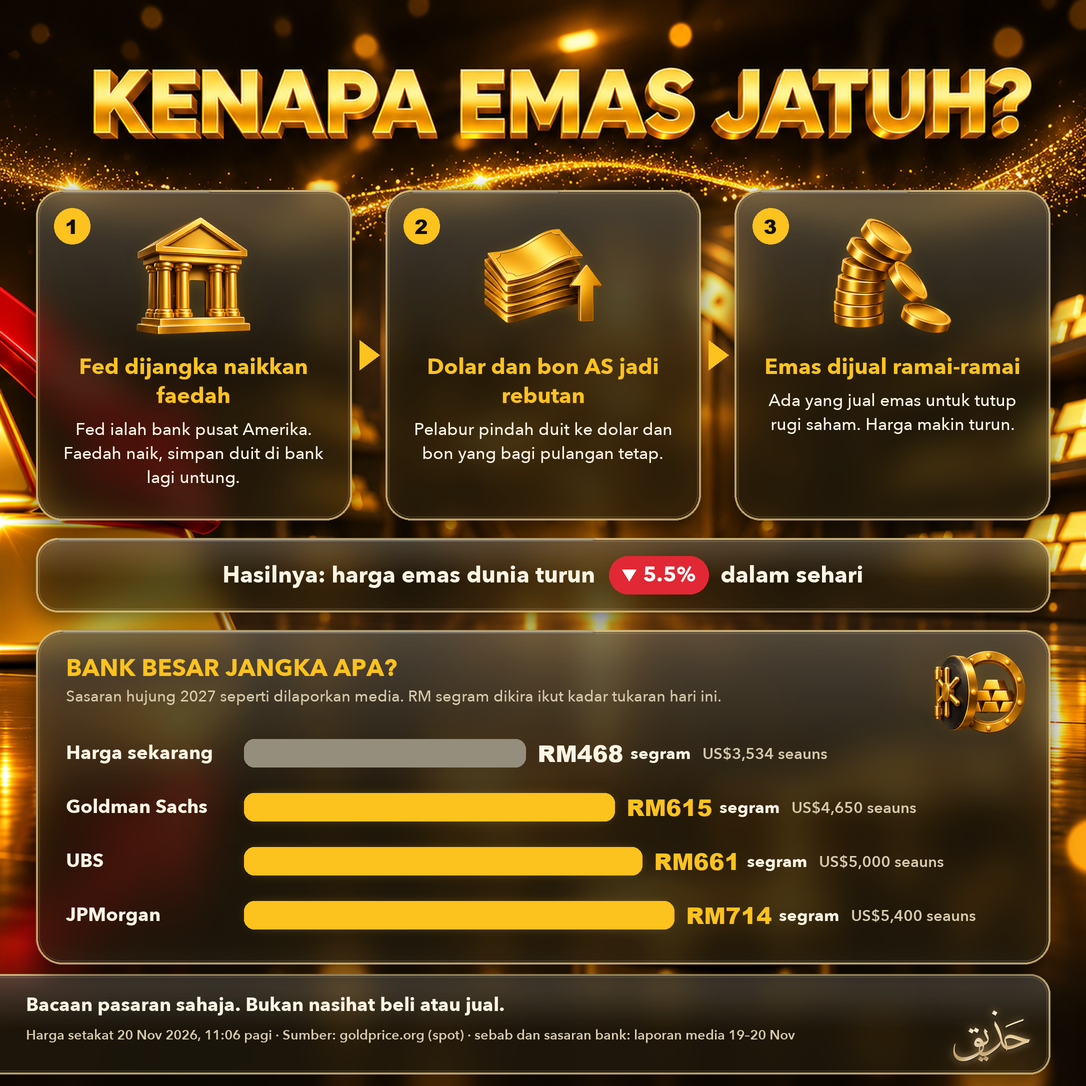 KENAPA EMAS JATUH?
1
Fed dijangka naikkan
faedah
Fed ialah bank pusat Amerika.
Faedah naik, simpan duit di bank
lagi untung.
2
Dolar dan bon AS jadi
rebutan
Pelabur pindah duit ke dolar dan
bon yang bagi pulangan tetap.
3
Emas dijual ramai-ramai
Ada yang jual emas untuk tutup
rugi saham. Harga makin turun.
Hasilnya: harga emas dunia turun ▼ 5.5% dalam sehari
BANK BESAR JANGKA APA?
Sasaran hujung 2027 seperti dilaporkan media. RM segram dikira ikut kadar tukaran hari ini.
Harga sekarang RM468 segram US$3,534 seauns
Goldman Sachs RM615 segram US$4,650 seauns
UBS RM661 segram US$5,000 seauns
JPMorgan RM714 segram US$5,400 seauns
Bacaan pasaran sahaja. Bukan nasihat beli atau jual.
Harga setakat 20 Nov 2026, 11:06 pagi · Sumber: goldprice.org (spot) · sebab dan sasaran bank: laporan media 19–20 Nov
حَذِيق